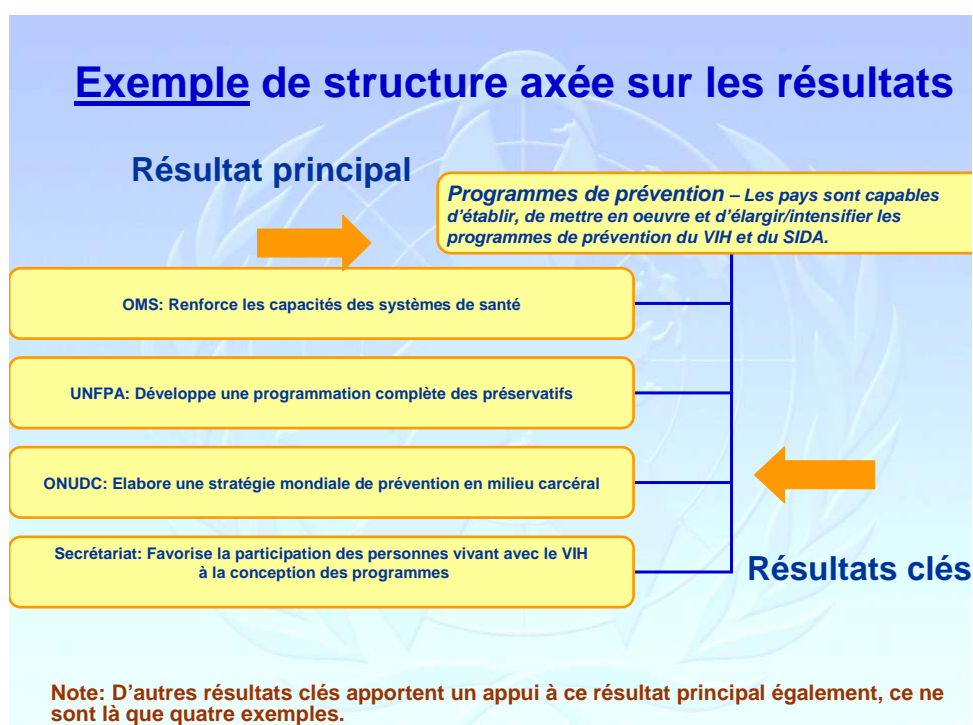 Exemple de structure axée sur les résultats
Résultat principal
Programmes de prévention – Les pays sont capables
d'établir, de mettre en oeuvre et d'élargir/intensifier les
programmes de prévention du VIH et du SIDA.
OMS: Renforce les capacités des systèmes de santé
UNFPA: Développe une programmation complète des préservatifs
ONUDC: Elabore une stratégie mondiale de prévention en milieu carcéral
Secrétariat: Favorise la participation des personnes vivant avec le VIH
à la conception des programmes
Résultats clés
Note: D'autres résultats clés apportent un appui à ce résultat principal également, ce ne
sont là que quatre exemples.